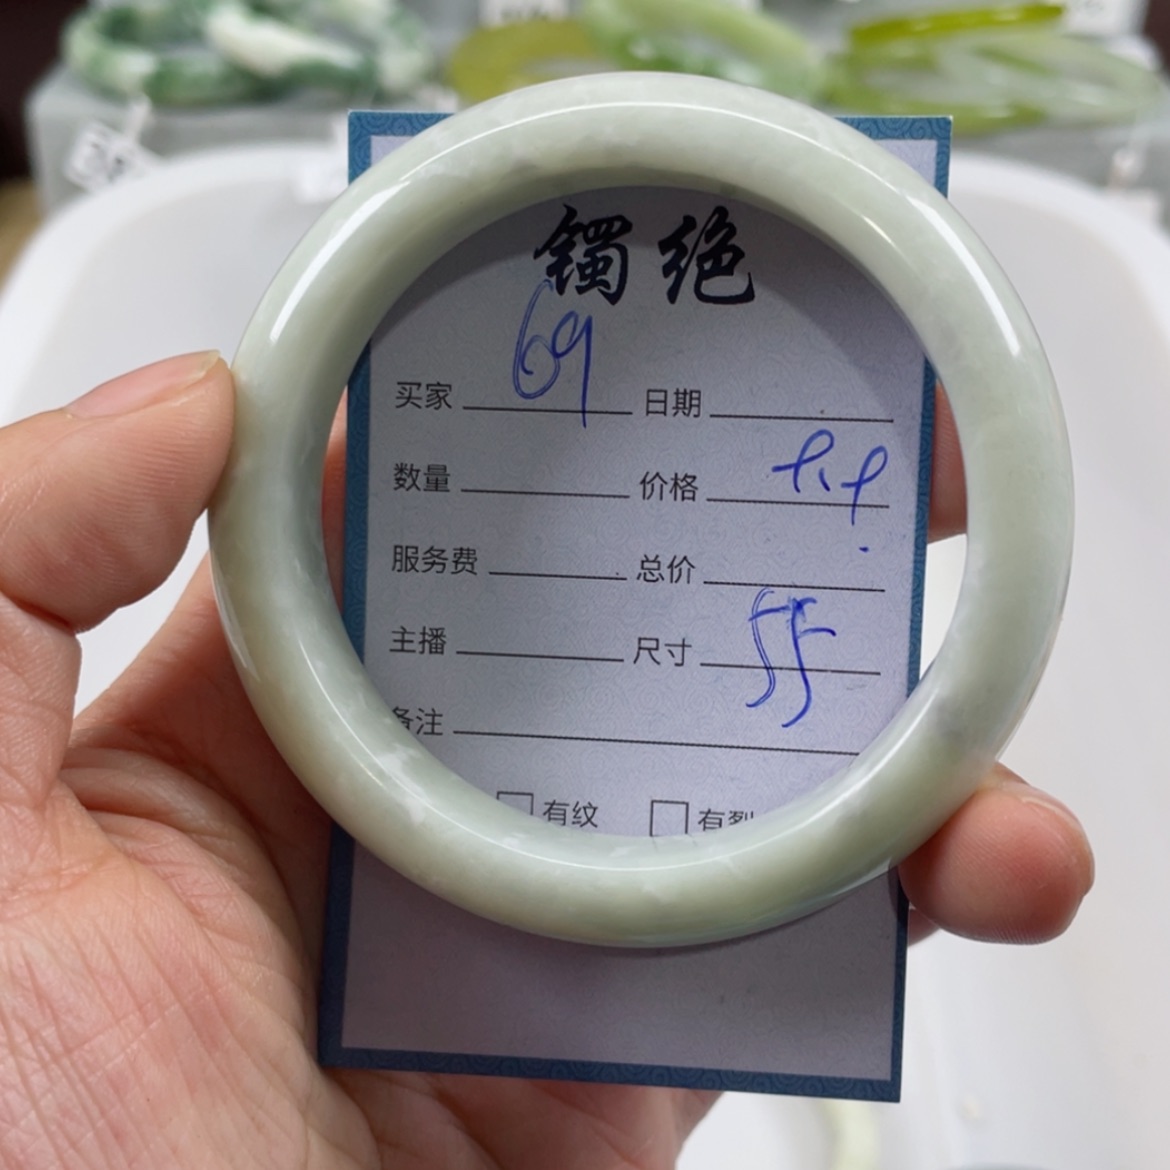 镯绝
69
买家 日期
数量 价格
服务费 总价
主播 尺寸 55
备注
有纹 有裂